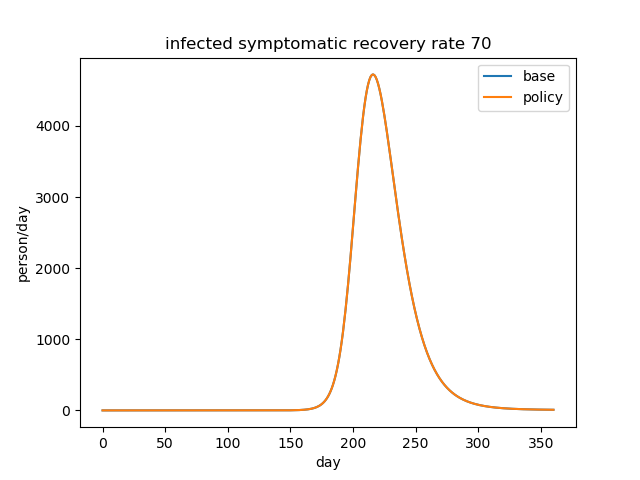 infected symptomatic recovery rate 70
base
policy
person/day
4000
3000
2000
1000
0
0 50 100 150 200 250 300 350
day